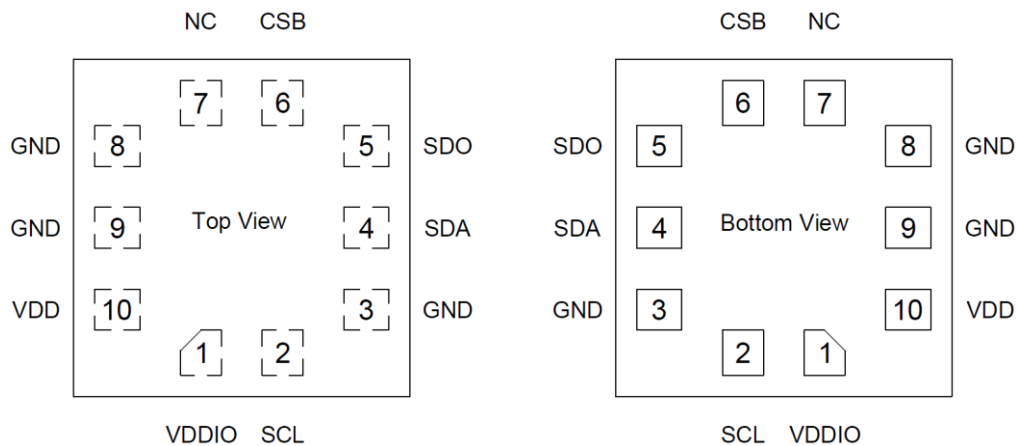 NC CSB CSB NC
7 6 6 7
GND 8 5 SDO SDO 5 8 GND
GND 9 Top View 4 SDA SDA 4 Bottom View 9 GND
VDD 10 3 GND GND 3 10 VDD
1 2 2 1
VDDIO SCL SCL VDDIO